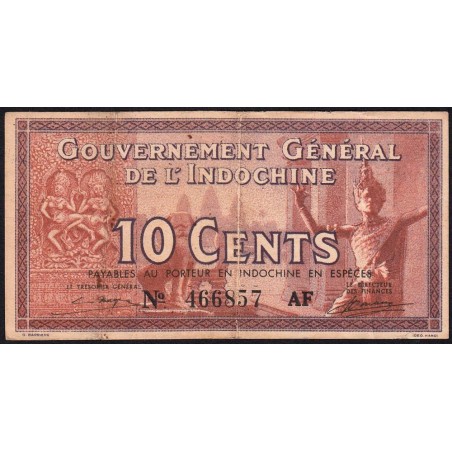 GOUVERNEMENT GÉNÉRAL
DE L'INDOCHINE
10 CENTS
PAYABLES AU PORTEUR EN INDOCHINE EN ESPÈCES
LE TRÉSORIER GÉNÉRAL
LE DIRECTEUR
DES FINANCES
No 466857 AF